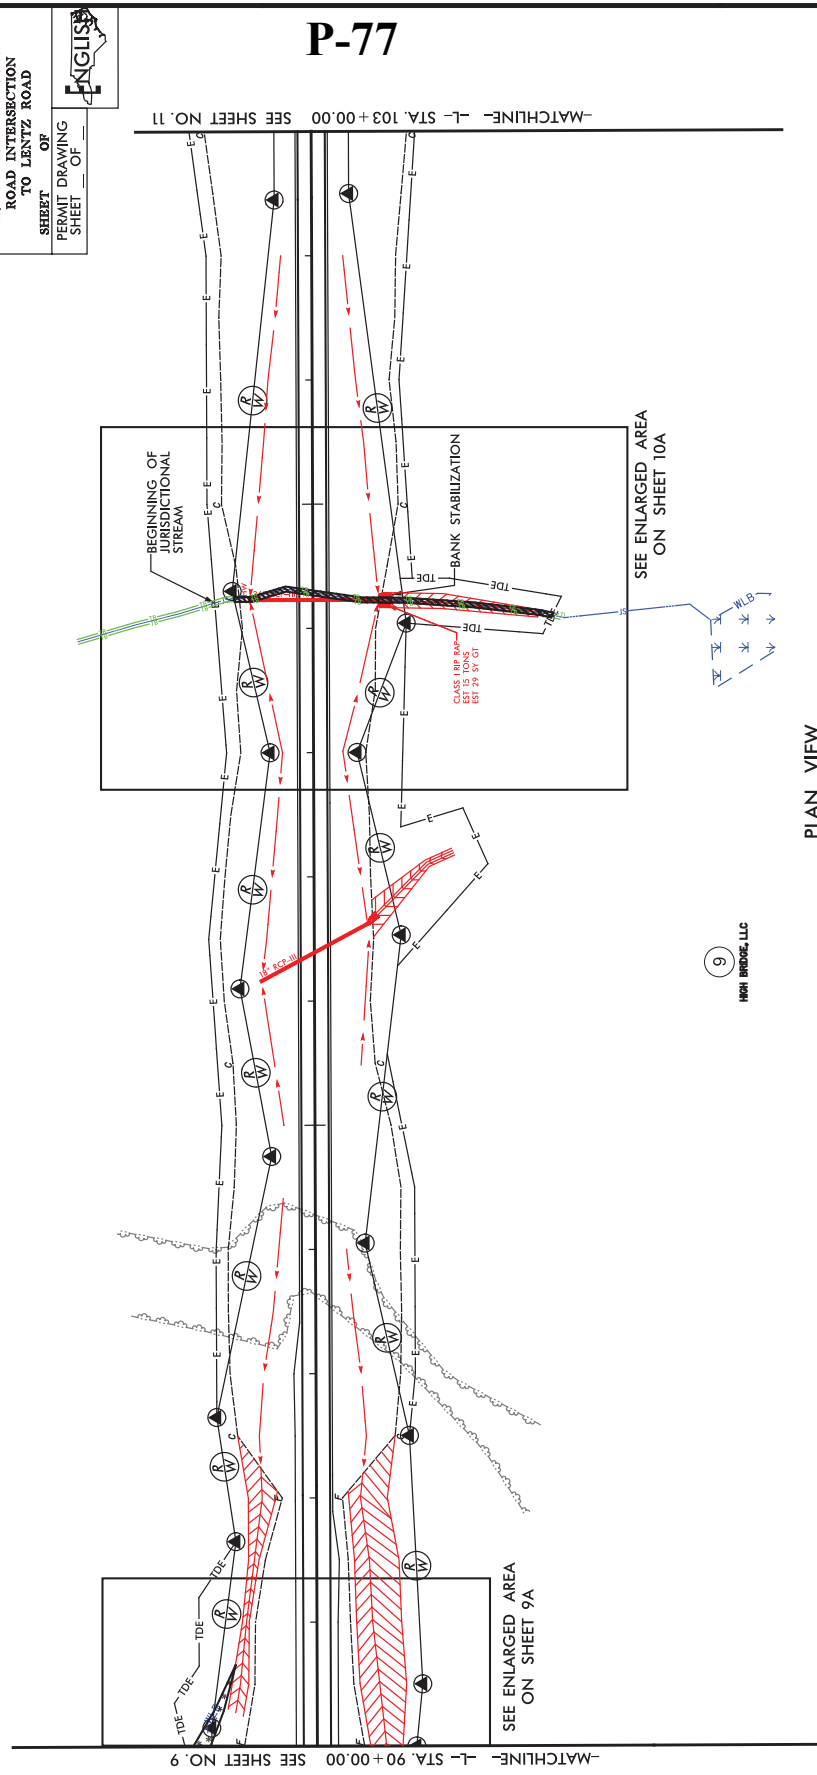 P-77
ENGLISH
ROAD INTERSECTION
TO LENTZ ROAD
SHEET OF
PERMIT DRAWING
SHEET _ OF _
-MATCHLINE- -L- STA. 103+00.00 SEE SHEET NO. 11
E
C
C
E
E
E
E
E
R/W
R/W
E
E
BEGINNING OF
JURISDICTIONAL
STREAM
BANK STABILIZATION
SEE ENLARGED AREA
ON SHEET 10A
TDE
TDE
TDE
JS
WLB
CLASS I RIP RAP
EST 15 TONS
EST 29 SY GT
R/W
R/W
E
E
E
R/W
R/W
E
E
E
E
18" RCP-III
PLAN VIEW
9
HIGH BRIDGE, LLC
E
C
C
R/W
R/W
E
E
E
R/W
R/W
E
E
E
C
C
R/W
F
F
TDE
TDE
TDE
TDE
R/W
R/W
SEE ENLARGED AREA
ON SHEET 9A
F
F
-MATCHLINE- -L- STA. 90+00.00 SEE SHEET NO. 9